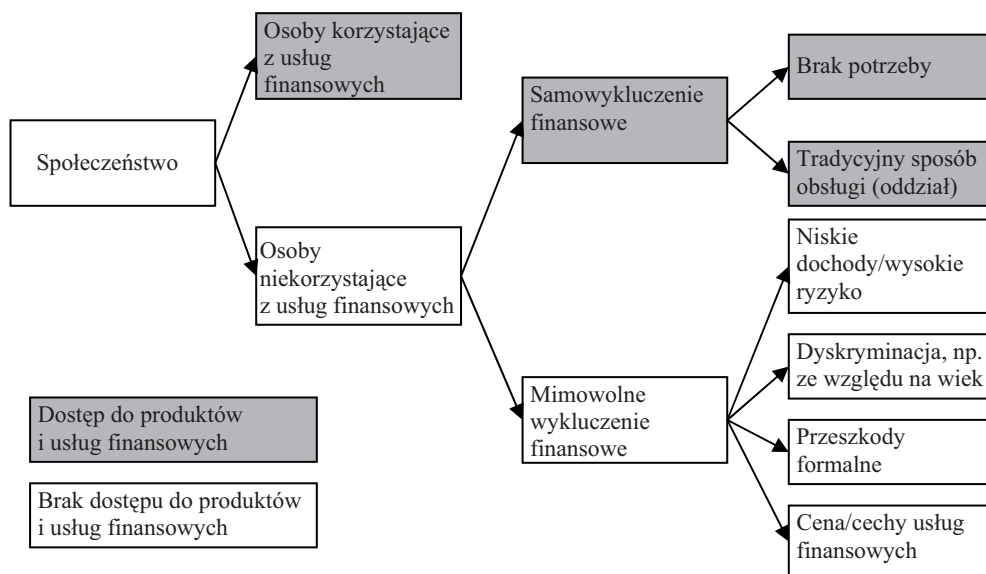 Społeczeństwo
Osoby korzystające
z usług
finansowych
Osoby
niekorzystające
z usług finansowych
Samowykluczenie
finansowe
Mimowolne
wykluczenie
finansowe
Brak potrzeby
Tradycyjny sposób
obsługi (oddział)
Niskie
dochody/wysokie
ryzyko
Dyskryminacja, np.
ze względu na wiek
Przeszkody
formalne
Cena/cechy usług
finansowych
Dostęp do produktów
i usług finansowych
Brak dostępu do produktów
i usług finansowych